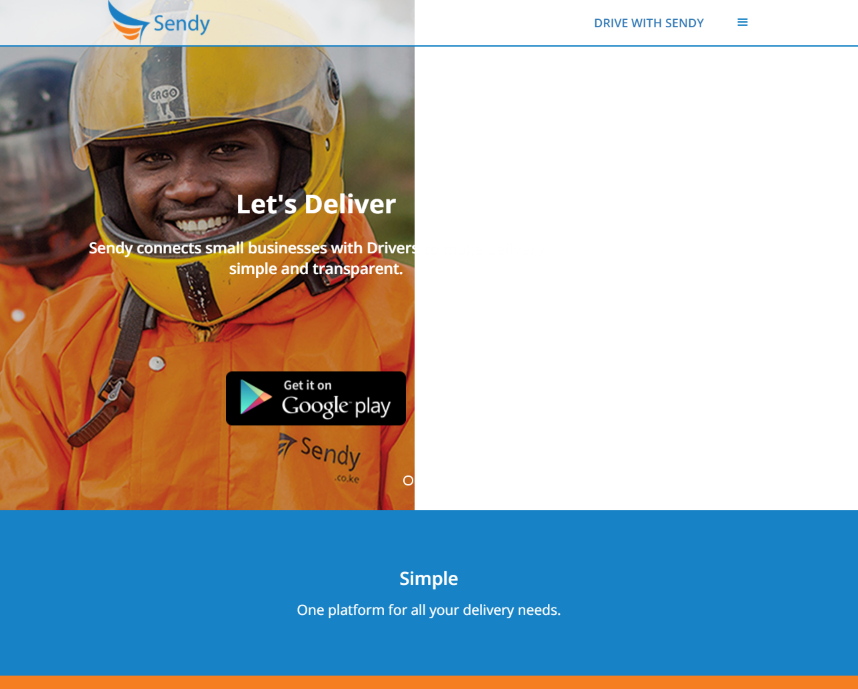 Sendy
DRIVE WITH SENDY
ERGO
Let's Deliver
Sendy connects small businesses with Drivers
simple and transparent.
Get it on
Google play
Sendy
.co.ke
Simple
One platform for all your delivery needs.